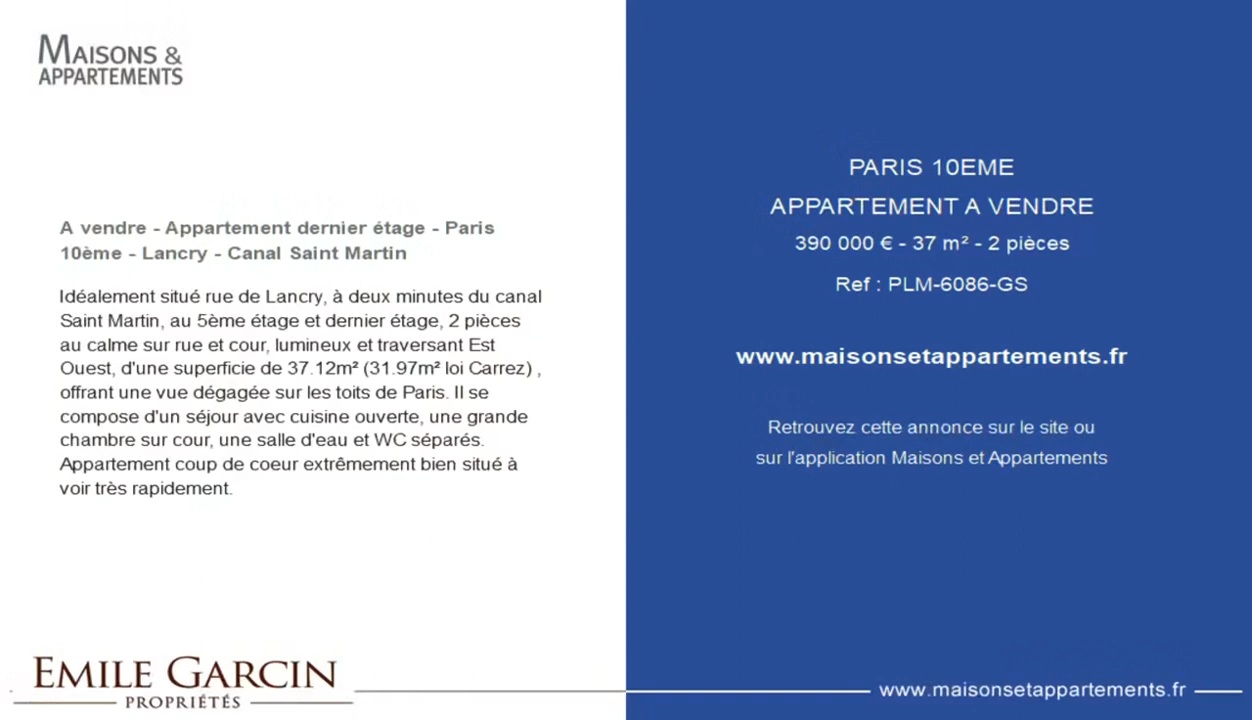 MAISONS &
APPARTEMENTS
A vendre - Appartement dernier étage - Paris
10ème - Lancry - Canal Saint Martin
Idéalement situé rue de Lancry, à deux minutes du canal
Saint Martin, au 5ème étage et dernier étage, 2 pièces
au calme sur rue et cour, lumineux et traversant Est
Ouest, d'une superficie de 37.12m² (31.97m² loi Carrez) ,
offrant une vue dégagée sur les toits de Paris. Il se
compose d'un séjour avec cuisine ouverte, une grande
chambre sur cour, une salle d'eau et WC séparés.
Appartement coup de coeur extrêmement bien situé à
voir très rapidement.
EMILE GARCIN
PROPRIÉTÉS
PARIS 10EME
APPARTEMENT A VENDRE
390 000 € - 37 m² - 2 pièces
Ref : PLM-6086-GS
www.maisonsetappartements.fr
Retrouvez cette annonce sur le site ou
sur l'application Maisons et Appartements
www.maisonsetappartements.fr